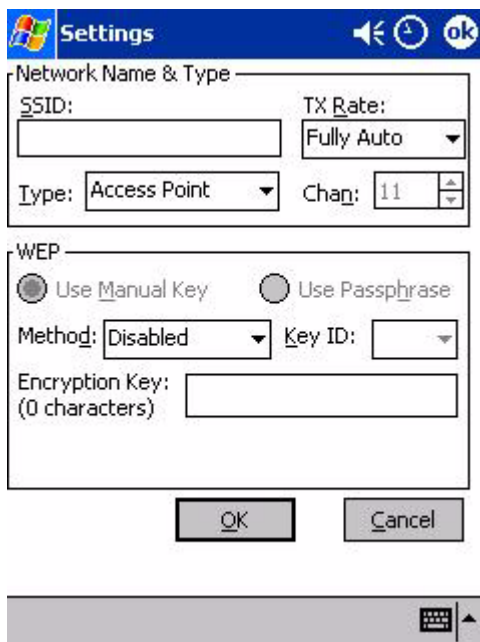 Settings
ok
Network Name & Type
SSID:
TX Rate:
Fully Auto
Type: Access Point
Chan: 11
WEP
Use Manual Key
Use Passphrase
Method: Disabled
Key ID:
Encryption Key:
(0 characters)
OK
Cancel